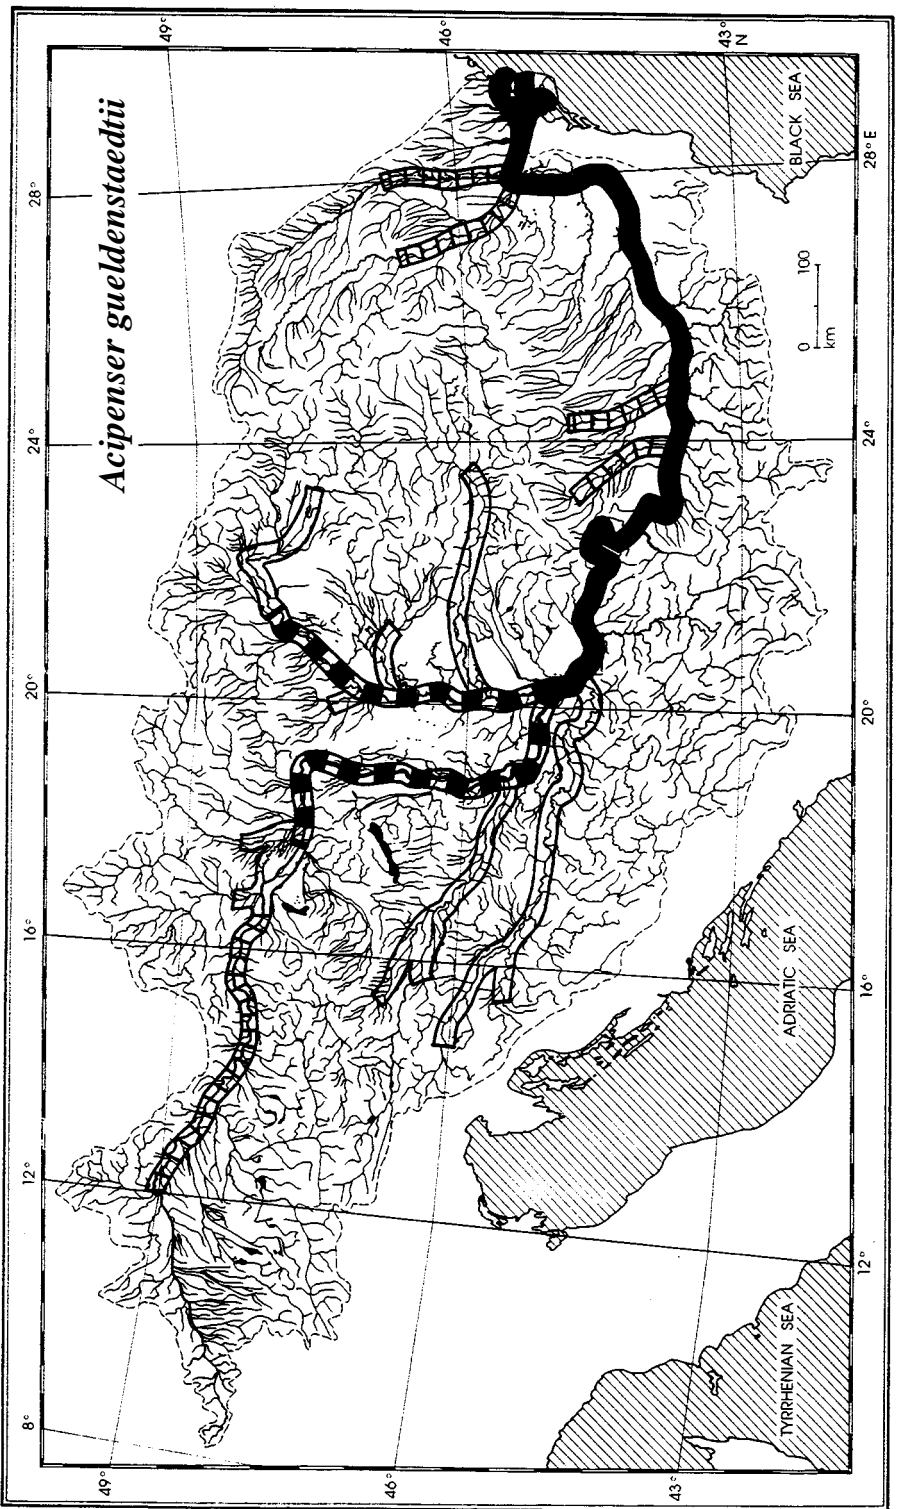 Acipenser gueldenstaedtii
8°
12°
16°
20°
24°
28°
49°
49°
46°
46°
43°
43°
N
0 100
km
TYRRHENIAN SEA
ADRIATIC SEA
BLACK SEA
12°
16°
20°
24°
28° E